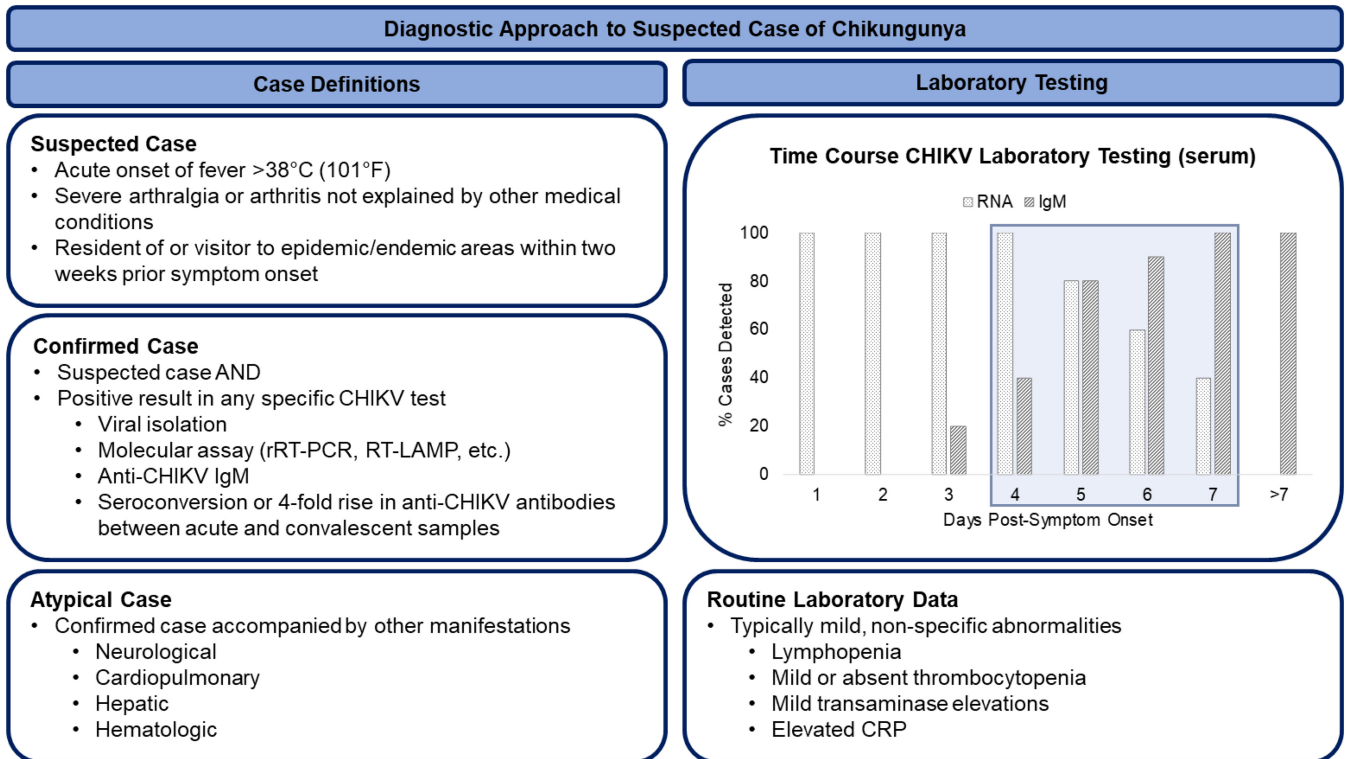 Diagnostic Approach to Suspected Case of Chikungunya
Case Definitions
Suspected Case
• Acute onset of fever >38°C (101°F)
• Severe arthralgia or arthritis not explained by other medical
conditions
• Resident of or visitor to epidemic/endemic areas within two
weeks prior symptom onset
Confirmed Case
• Suspected case AND
• Positive result in any specific CHIKV test
• Viral isolation
• Molecular assay (rRT-PCR, RT-LAMP, etc.)
• Anti-CHIKV IgM
• Seroconversion or 4-fold rise in anti-CHIKV antibodies
between acute and convalescent samples
Atypical Case
• Confirmed case accompanied by other manifestations
• Neurological
• Cardiopulmonary
• Hepatic
• Hematologic
Laboratory Testing
Time Course CHIKV Laboratory Testing (serum)
RNA IgM
% Cases Detected
100
80
60
40
20
0
1 2 3 4 5 6 7 >7
Days Post-Symptom Onset
Routine Laboratory Data
• Typically mild, non-specific abnormalities
• Lymphopenia
• Mild or absent thrombocytopenia
• Mild transaminase elevations
• Elevated CRP